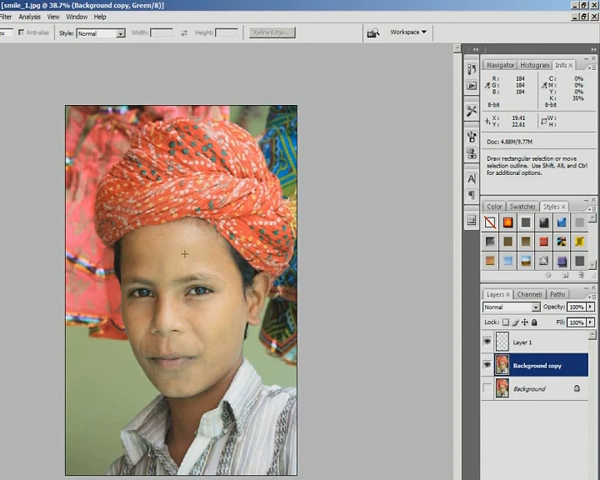 [smile_1.jpg @ 38.7% (Background copy, Green/8)]
Filter Analysis View Window Help
px Anti-alias Style: Normal Width: Height: Refine Edge... Workspace
Navigator Histogram Info ×
R: 184 C: 0%
G: 184 M: 0%
B: 184 Y: 0%
K: 35%
8-bit 8-bit
X: 19.41 W:
Y: 22.61 H:
Doc: 4.88M/9.77M
Draw rectangular selection or move
selection outline. Use Shift, Alt, and Ctrl
for additional options.
Color Swatches Styles ×
Layers × Channels Paths
Normal Opacity: 100%
Lock: Fill: 100%
Layer 1
Background copy
Background